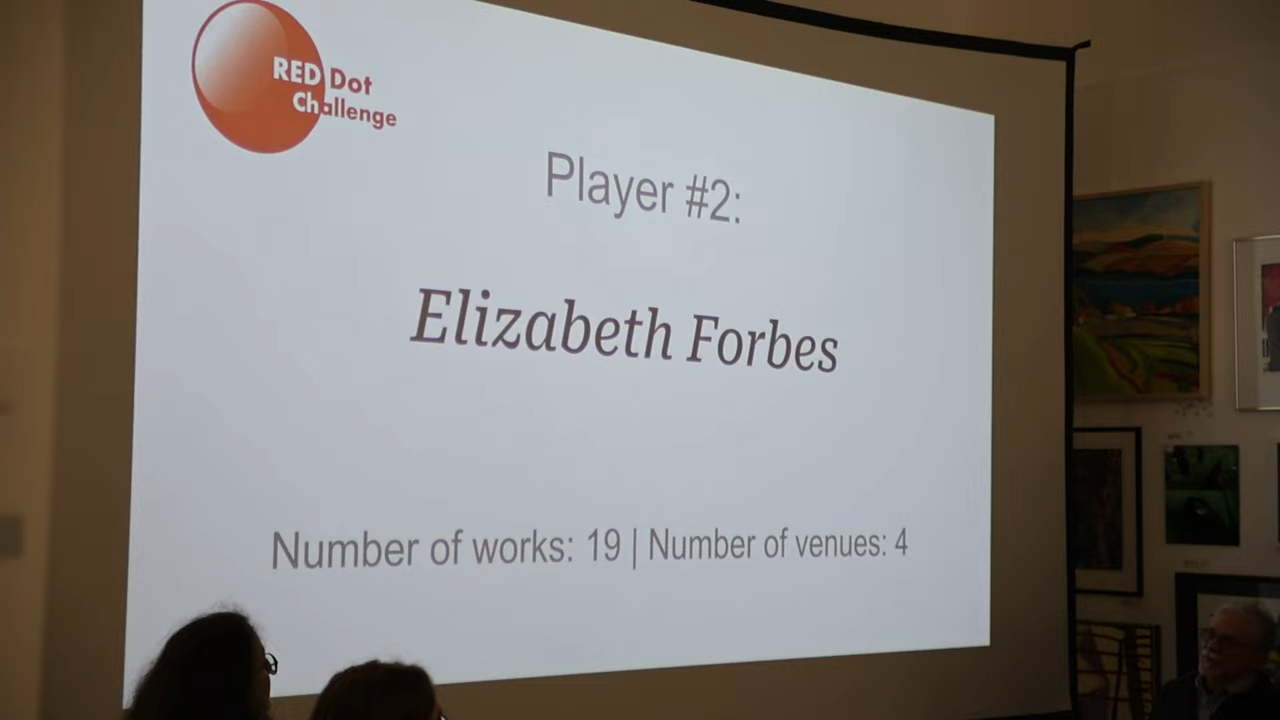 RED Dot
Challenge
Player #2:
Elizabeth Forbes
Number of works: 19 | Number of venues: 4